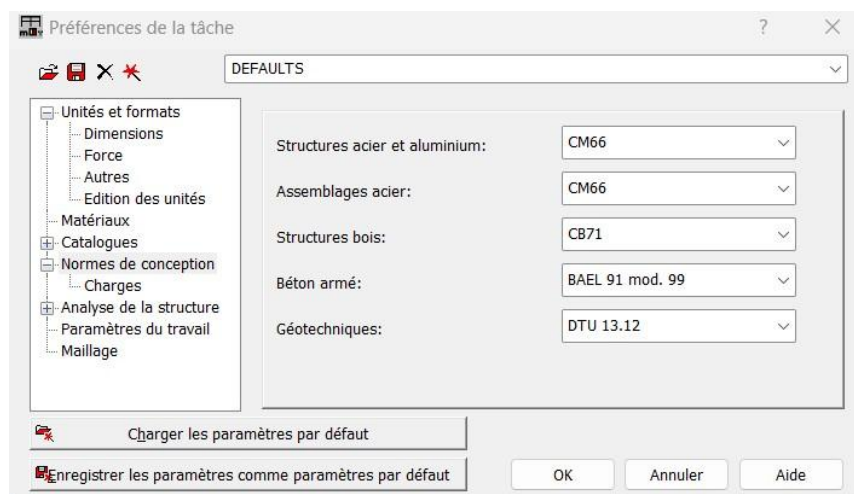 Préférences de la tâche
DEFAULTS
Unités et formats
Dimensions
Force
Autres
Edition des unités
Matériaux
Catalogues
Normes de conception
Charges
Analyse de la structure
Paramètres du travail
Maillage
Structures acier et aluminium: CM66
Assemblages acier: CM66
Structures bois: CB71
Béton armé: BAEL 91 mod. 99
Géotechniques: DTU 13.12
Charger les paramètres par défaut
Enregistrer les paramètres comme paramètres par défaut
OK Annuler Aide